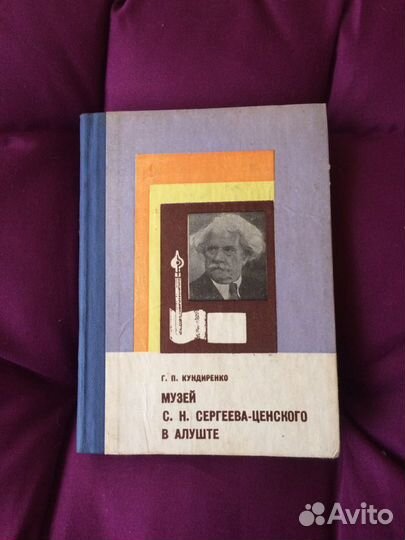 Г. П. КУНДИРЕНКО
МУЗЕЙ
С. Н. СЕРГЕЕВА-ЦЕНСКОГО
В АЛУШТЕ
Avito